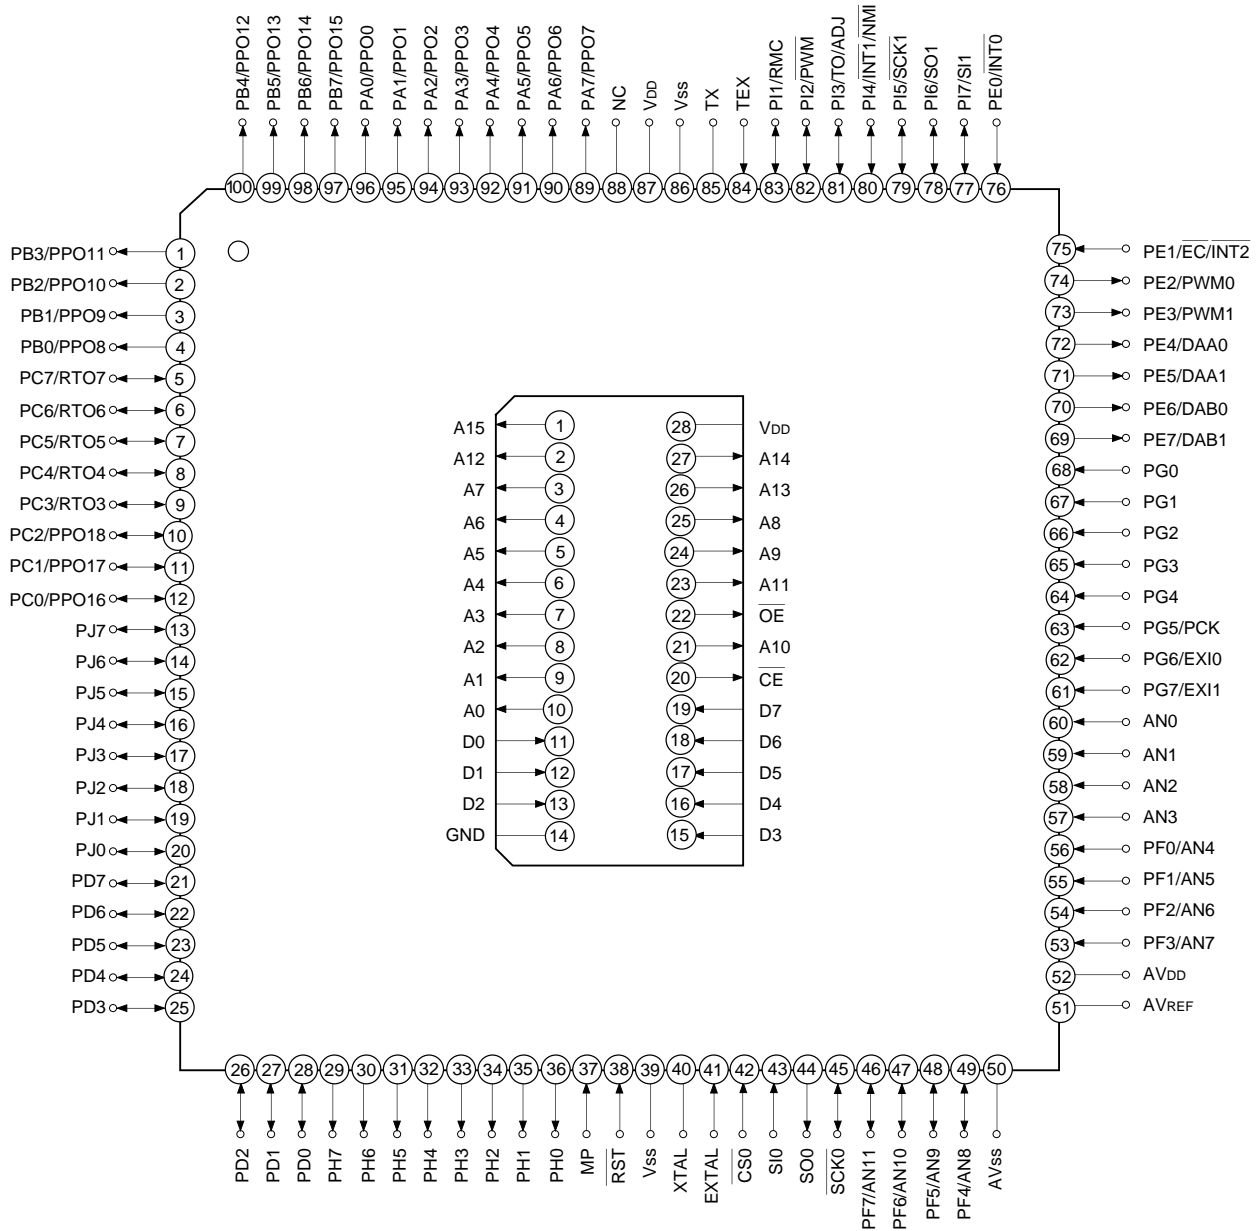 PB4/PPO12
PB5/PPO13
PB6/PPO14
PB7/PPO15
PA0/PPO0
PA1/PPO1
PA2/PPO2
PA3/PPO3
PA4/PPO4
PA5/PPO5
PA6/PPO6
PA7/PPO7
NC
VDD
Vss
TX
TEX
PI1/RMC
PI2/PWM
PI3/TO/ADJ
PI4/INT1/NMI
PI5/SCK1
PI6/SO1
PI7/SI1
PE0/INT0
100 99 98 97 96 95 94 93 92 91 90 89 88 87 86 85 84 83 82 81 80 79 78 77 76
PB3/PPO11 1
PB2/PPO10 2
PB1/PPO9 3
PB0/PPO8 4
PC7/RTO7 5
PC6/RTO6 6
PC5/RTO5 7
PC4/RTO4 8
PC3/RTO3 9
PC2/PPO18 10
PC1/PPO17 11
PC0/PPO16 12
PJ7 13
PJ6 14
PJ5 15
PJ4 16
PJ3 17
PJ2 18
PJ1 19
PJ0 20
PD7 21
PD6 22
PD5 23
PD4 24
PD3 25
A15 1 28 VDD
A12 2 27 A14
A7 3 26 A13
A6 4 25 A8
A5 5 24 A9
A4 6 23 A11
A3 7 22 OE
A2 8 21 A10
A1 9 20 CE
A0 10 19 D7
D0 11 18 D6
D1 12 17 D5
D2 13 16 D4
GND 14 15 D3
75 PE1/EC/INT2
74 PE2/PWM0
73 PE3/PWM1
72 PE4/DAA0
71 PE5/DAA1
70 PE6/DAB0
69 PE7/DAB1
68 PG0
67 PG1
66 PG2
65 PG3
64 PG4
63 PG5/PCK
62 PG6/EXI0
61 PG7/EXI1
60 AN0
59 AN1
58 AN2
57 AN3
56 PF0/AN4
55 PF1/AN5
54 PF2/AN6
53 PF3/AN7
52 AVDD
51 AVREF
26 27 28 29 30 31 32 33 34 35 36 37 38 39 40 41 42 43 44 45 46 47 48 49 50
PD2
PD1
PD0
PH7
PH6
PH5
PH4
PH3
PH2
PH1
PH0
MP
RST
Vss
XTAL
EXTAL
CS0
SI0
SO0
SCK0
PF7/AN11
PF6/AN10
PF5/AN9
PF4/AN8
AVss